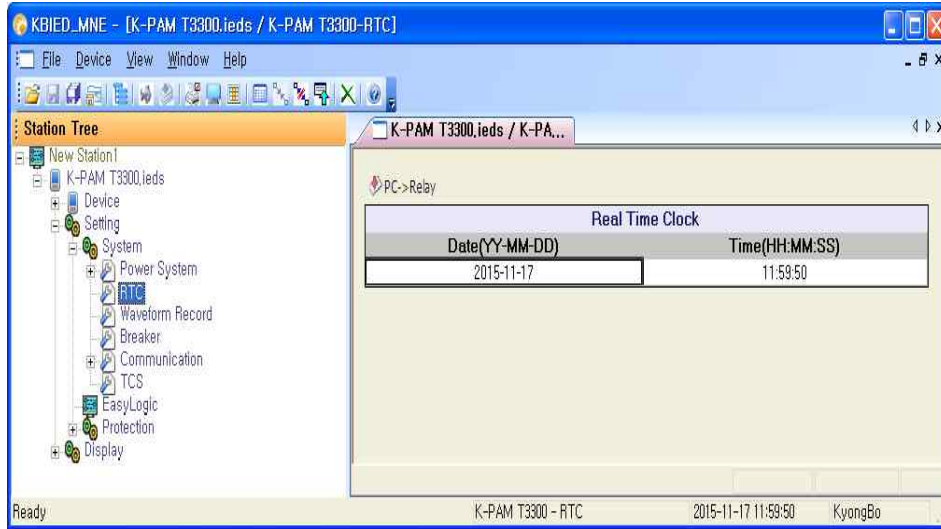 KBIED_MNE - [K-PAM T3300.ieds / K-PAM T3300-RTC]
File Device View Window Help
Station Tree
K-PAM T3300.ieds / K-PA...
New Station1
K-PAM T3300.ieds
Device
Setting
System
Power System
RTC
Waveform Record
Breaker
Communication
TCS
EasyLogic
Protection
Display
PC->Relay
Real Time Clock
Date(YY-MM-DD) Time(HH:MM:SS)
2015-11-17 11:59:50
Ready K-PAM T3300 - RTC 2015-11-17 11:59:50 KyongBo